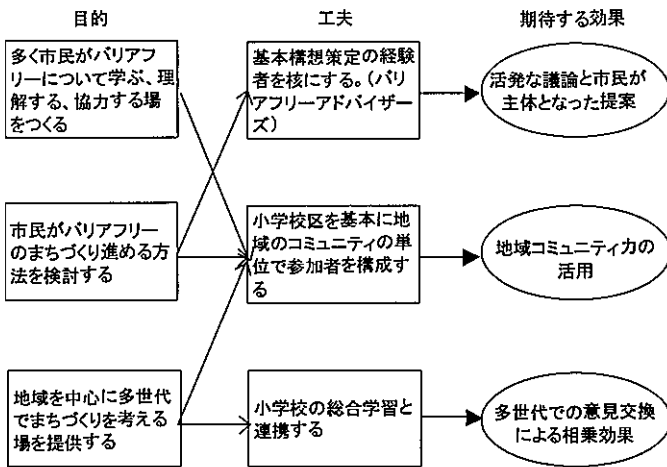 目的
工夫
期待する効果
多く市民がバリアフ
リーについて学ぶ、理
解する、協力する場
をつくる
基本構想策定の経験
者を核にする。(バリ
アフリーアドバイザー
ズ)
活発な議論と市民が
主体となった提案
市民がバリアフリー
のまちづくり進める方
法を検討する
小学校区を基本に地
域のコミュニティの単
位で参加者を構成す
る
地域コミュニティ力の
活用
地域を中心に多世代
でまちづくりを考える
場を提供する
小学校の総合学習と
連携する
多世代での意見交換
による相乗効果